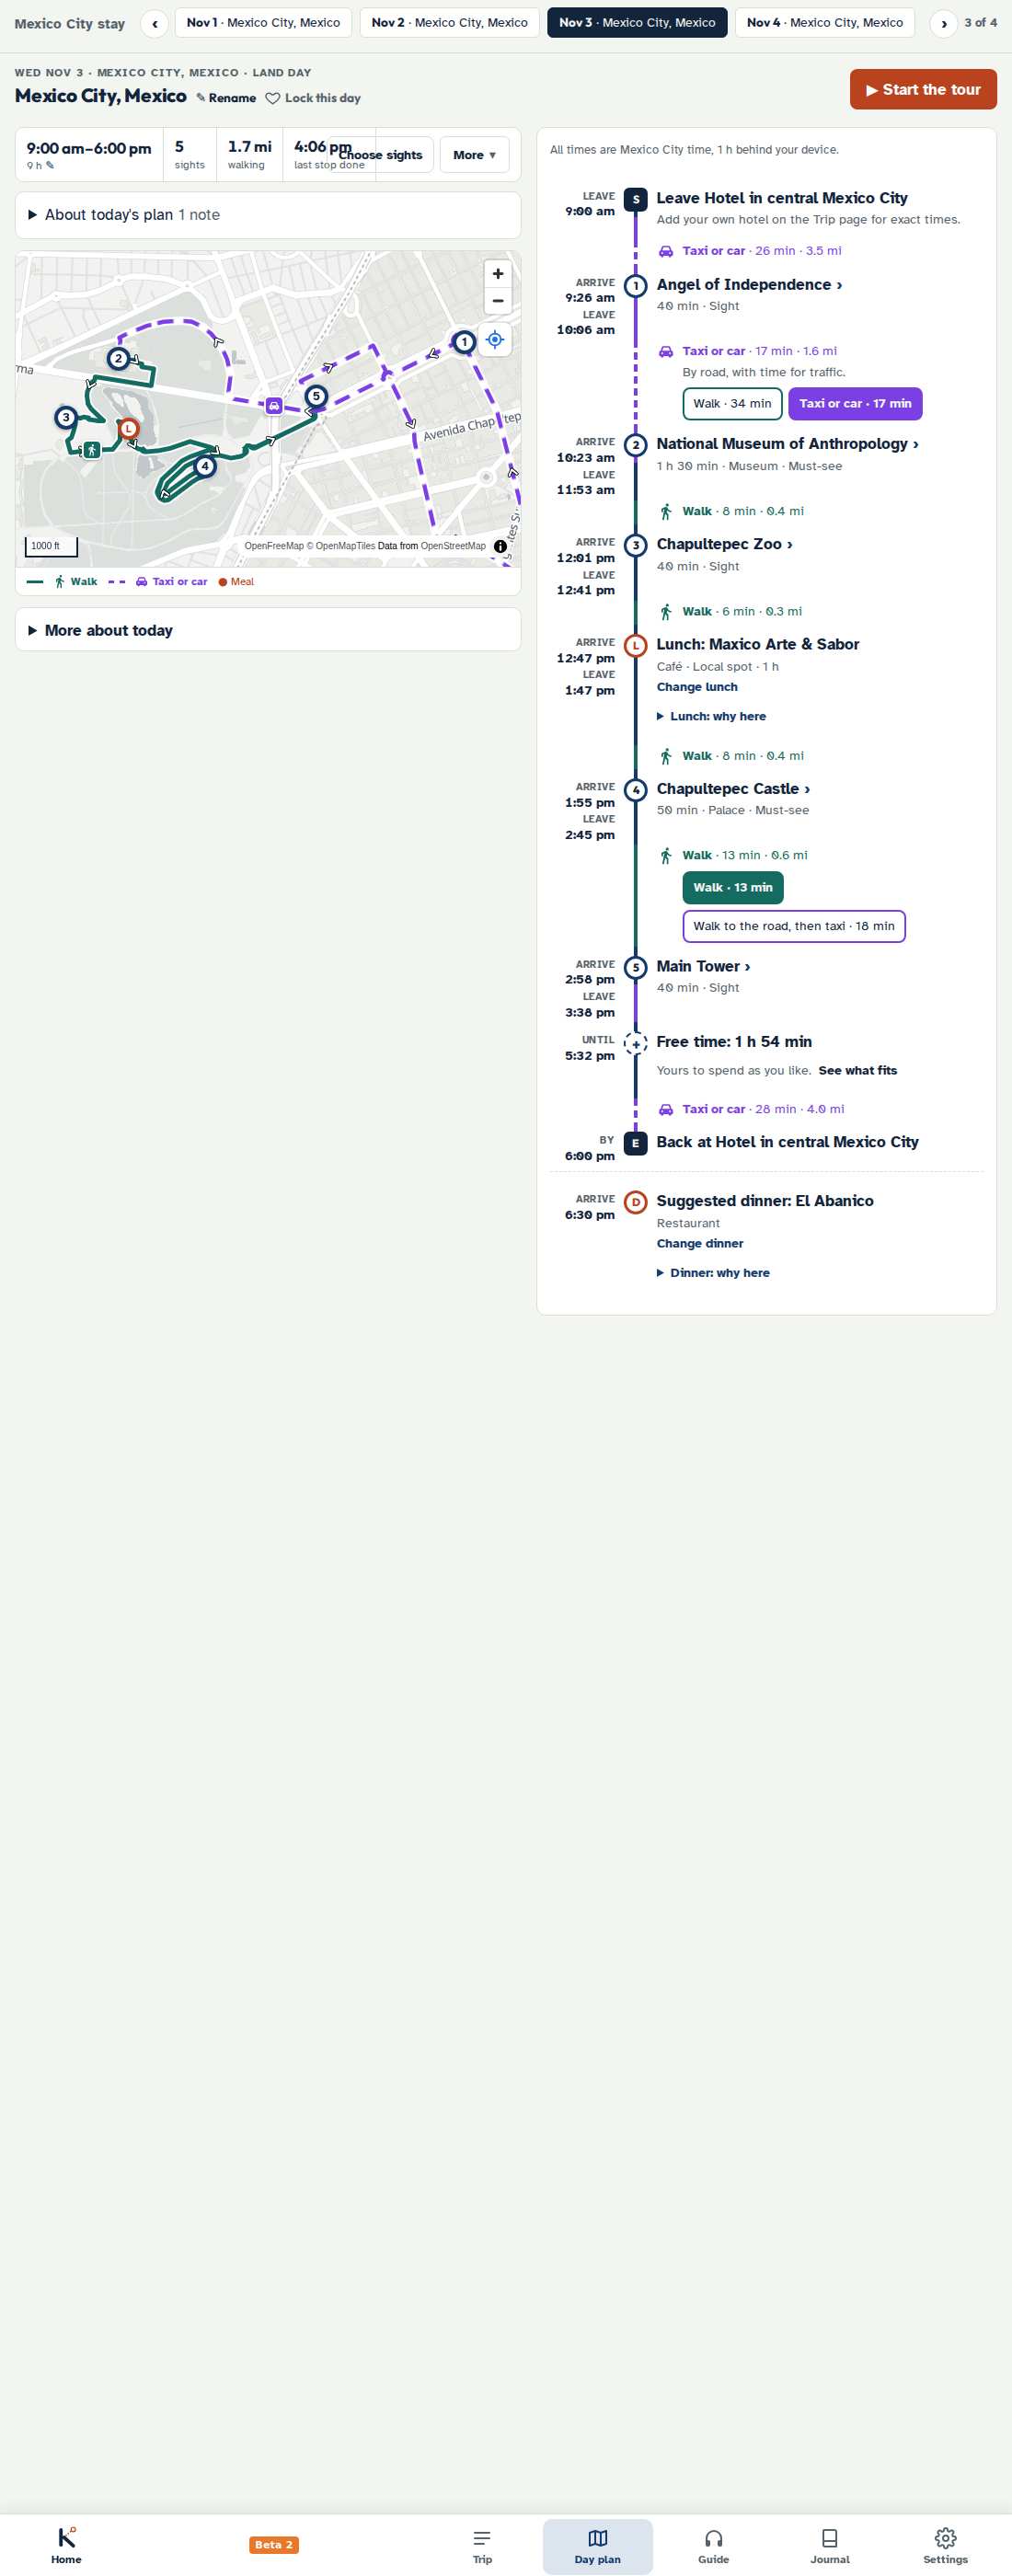 Mexico City stay
‹
Nov 1 · Mexico City, Mexico
Nov 2 · Mexico City, Mexico
Nov 3 · Mexico City, Mexico
Nov 4 · Mexico City, Mexico
›
3 of 4
WED NOV 3 · MEXICO CITY, MEXICO · LAND DAY
Mexico City, Mexico ✎ Rename Lock this day
▶ Start the tour
9:00 am–6:00 pm
9 h ✎
5
sights
1.7 mi
walking
4:06 pm
last stop done
Choose sights
More ▼
▶ About today's plan 1 note
+
−
1
2
3
4
5
L
rma
Avenida Chap
tep
1000 ft
OpenFreeMap © OpenMapTiles Data from OpenStreetMap
Walk
Taxi or car
Meal
▶ More about today
All times are Mexico City time, 1 h behind your device.
LEAVE
9:00 am
S
Leave Hotel in central Mexico City
Add your own hotel on the Trip page for exact times.
Taxi or car · 26 min · 3.5 mi
ARRIVE
9:26 am
LEAVE
10:06 am
1
Angel of Independence ›
40 min · Sight
Taxi or car · 17 min · 1.6 mi
By road, with time for traffic.
Walk · 34 min
Taxi or car · 17 min
ARRIVE
10:23 am
LEAVE
11:53 am
2
National Museum of Anthropology ›
1 h 30 min · Museum · Must-see
Walk · 8 min · 0.4 mi
ARRIVE
12:01 pm
LEAVE
12:41 pm
3
Chapultepec Zoo ›
40 min · Sight
Walk · 6 min · 0.3 mi
ARRIVE
12:47 pm
LEAVE
1:47 pm
L
Lunch: Maxico Arte & Sabor
Café · Local spot · 1 h
Change lunch
▶ Lunch: why here
Walk · 8 min · 0.4 mi
ARRIVE
1:55 pm
LEAVE
2:45 pm
4
Chapultepec Castle ›
50 min · Palace · Must-see
Walk · 13 min · 0.6 mi
Walk · 13 min
Walk to the road, then taxi · 18 min
ARRIVE
2:58 pm
LEAVE
3:38 pm
5
Main Tower ›
40 min · Sight
UNTIL
5:32 pm
+
Free time: 1 h 54 min
Yours to spend as you like. See what fits
Taxi or car · 28 min · 4.0 mi
BY
6:00 pm
E
Back at Hotel in central Mexico City
ARRIVE
6:30 pm
D
Suggested dinner: El Abanico
Restaurant
Change dinner
▶ Dinner: why here
Home
Beta 2
Trip
Day plan
Guide
Journal
Settings